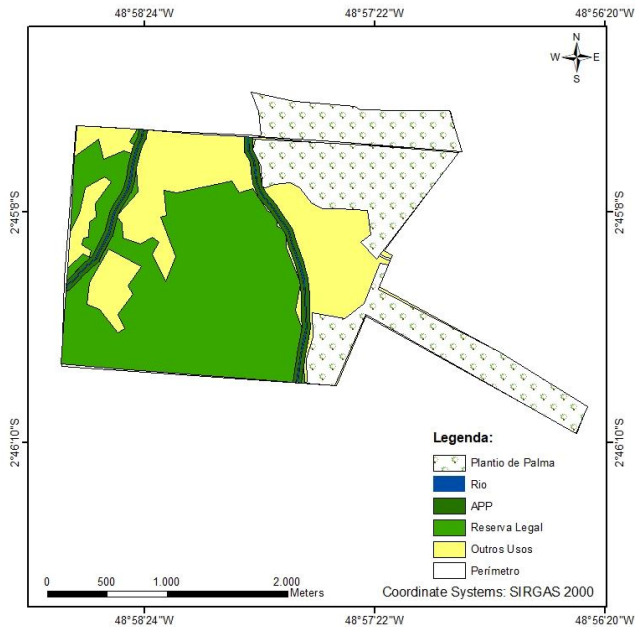 48°58'24"W 48°57'22"W 48°56'20"W
N
W E
S
2°45'8"S 2°45'8"S
2°46'10"S 2°46'10"S
Legenda:
Plantio de Palma
Rio
APP
Reserva Legal
Outros Usos
Perímetro
0 500 1.000 2.000
Meters
Coordinate Systems: SIRGAS 2000
48°58'24"W 48°57'22"W 48°56'20"W